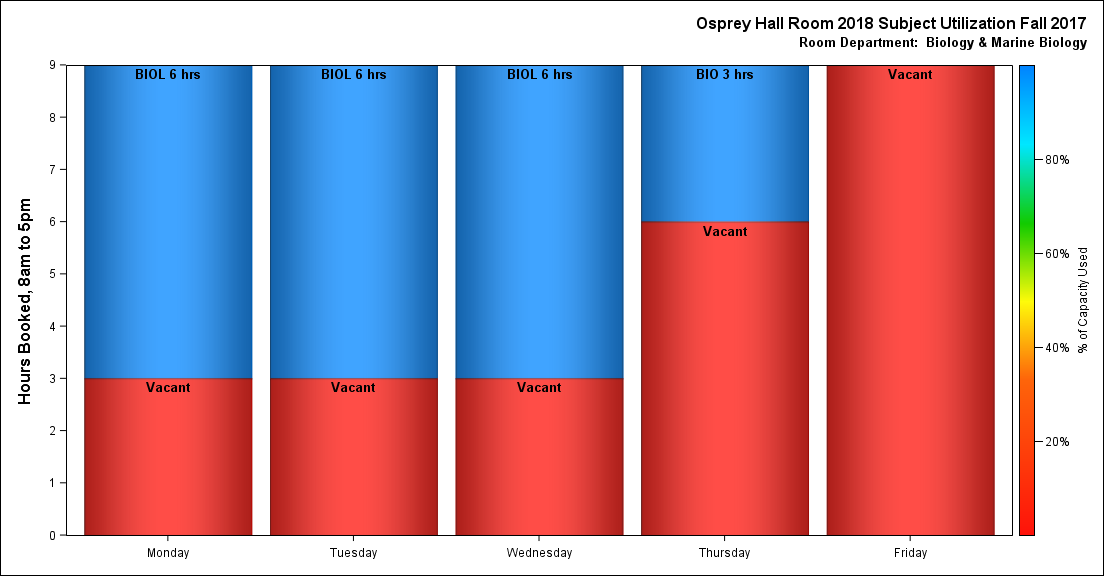 Osprey Hall Room 2018 Subject Utilization Fall 2017
Room Department:  Biology & Marine Biology
Hours Booked, 8am to 5pm
9
8
7
6
5
4
3
2
1
0
BIOL 6 hrs
Vacant
BIOL 6 hrs
Vacant
BIOL 6 hrs
Vacant
BIO 3 hrs
Vacant
Vacant
Monday
Tuesday
Wednesday
Thursday
Friday
80%
60%
40%
20%
% of Capacity Used